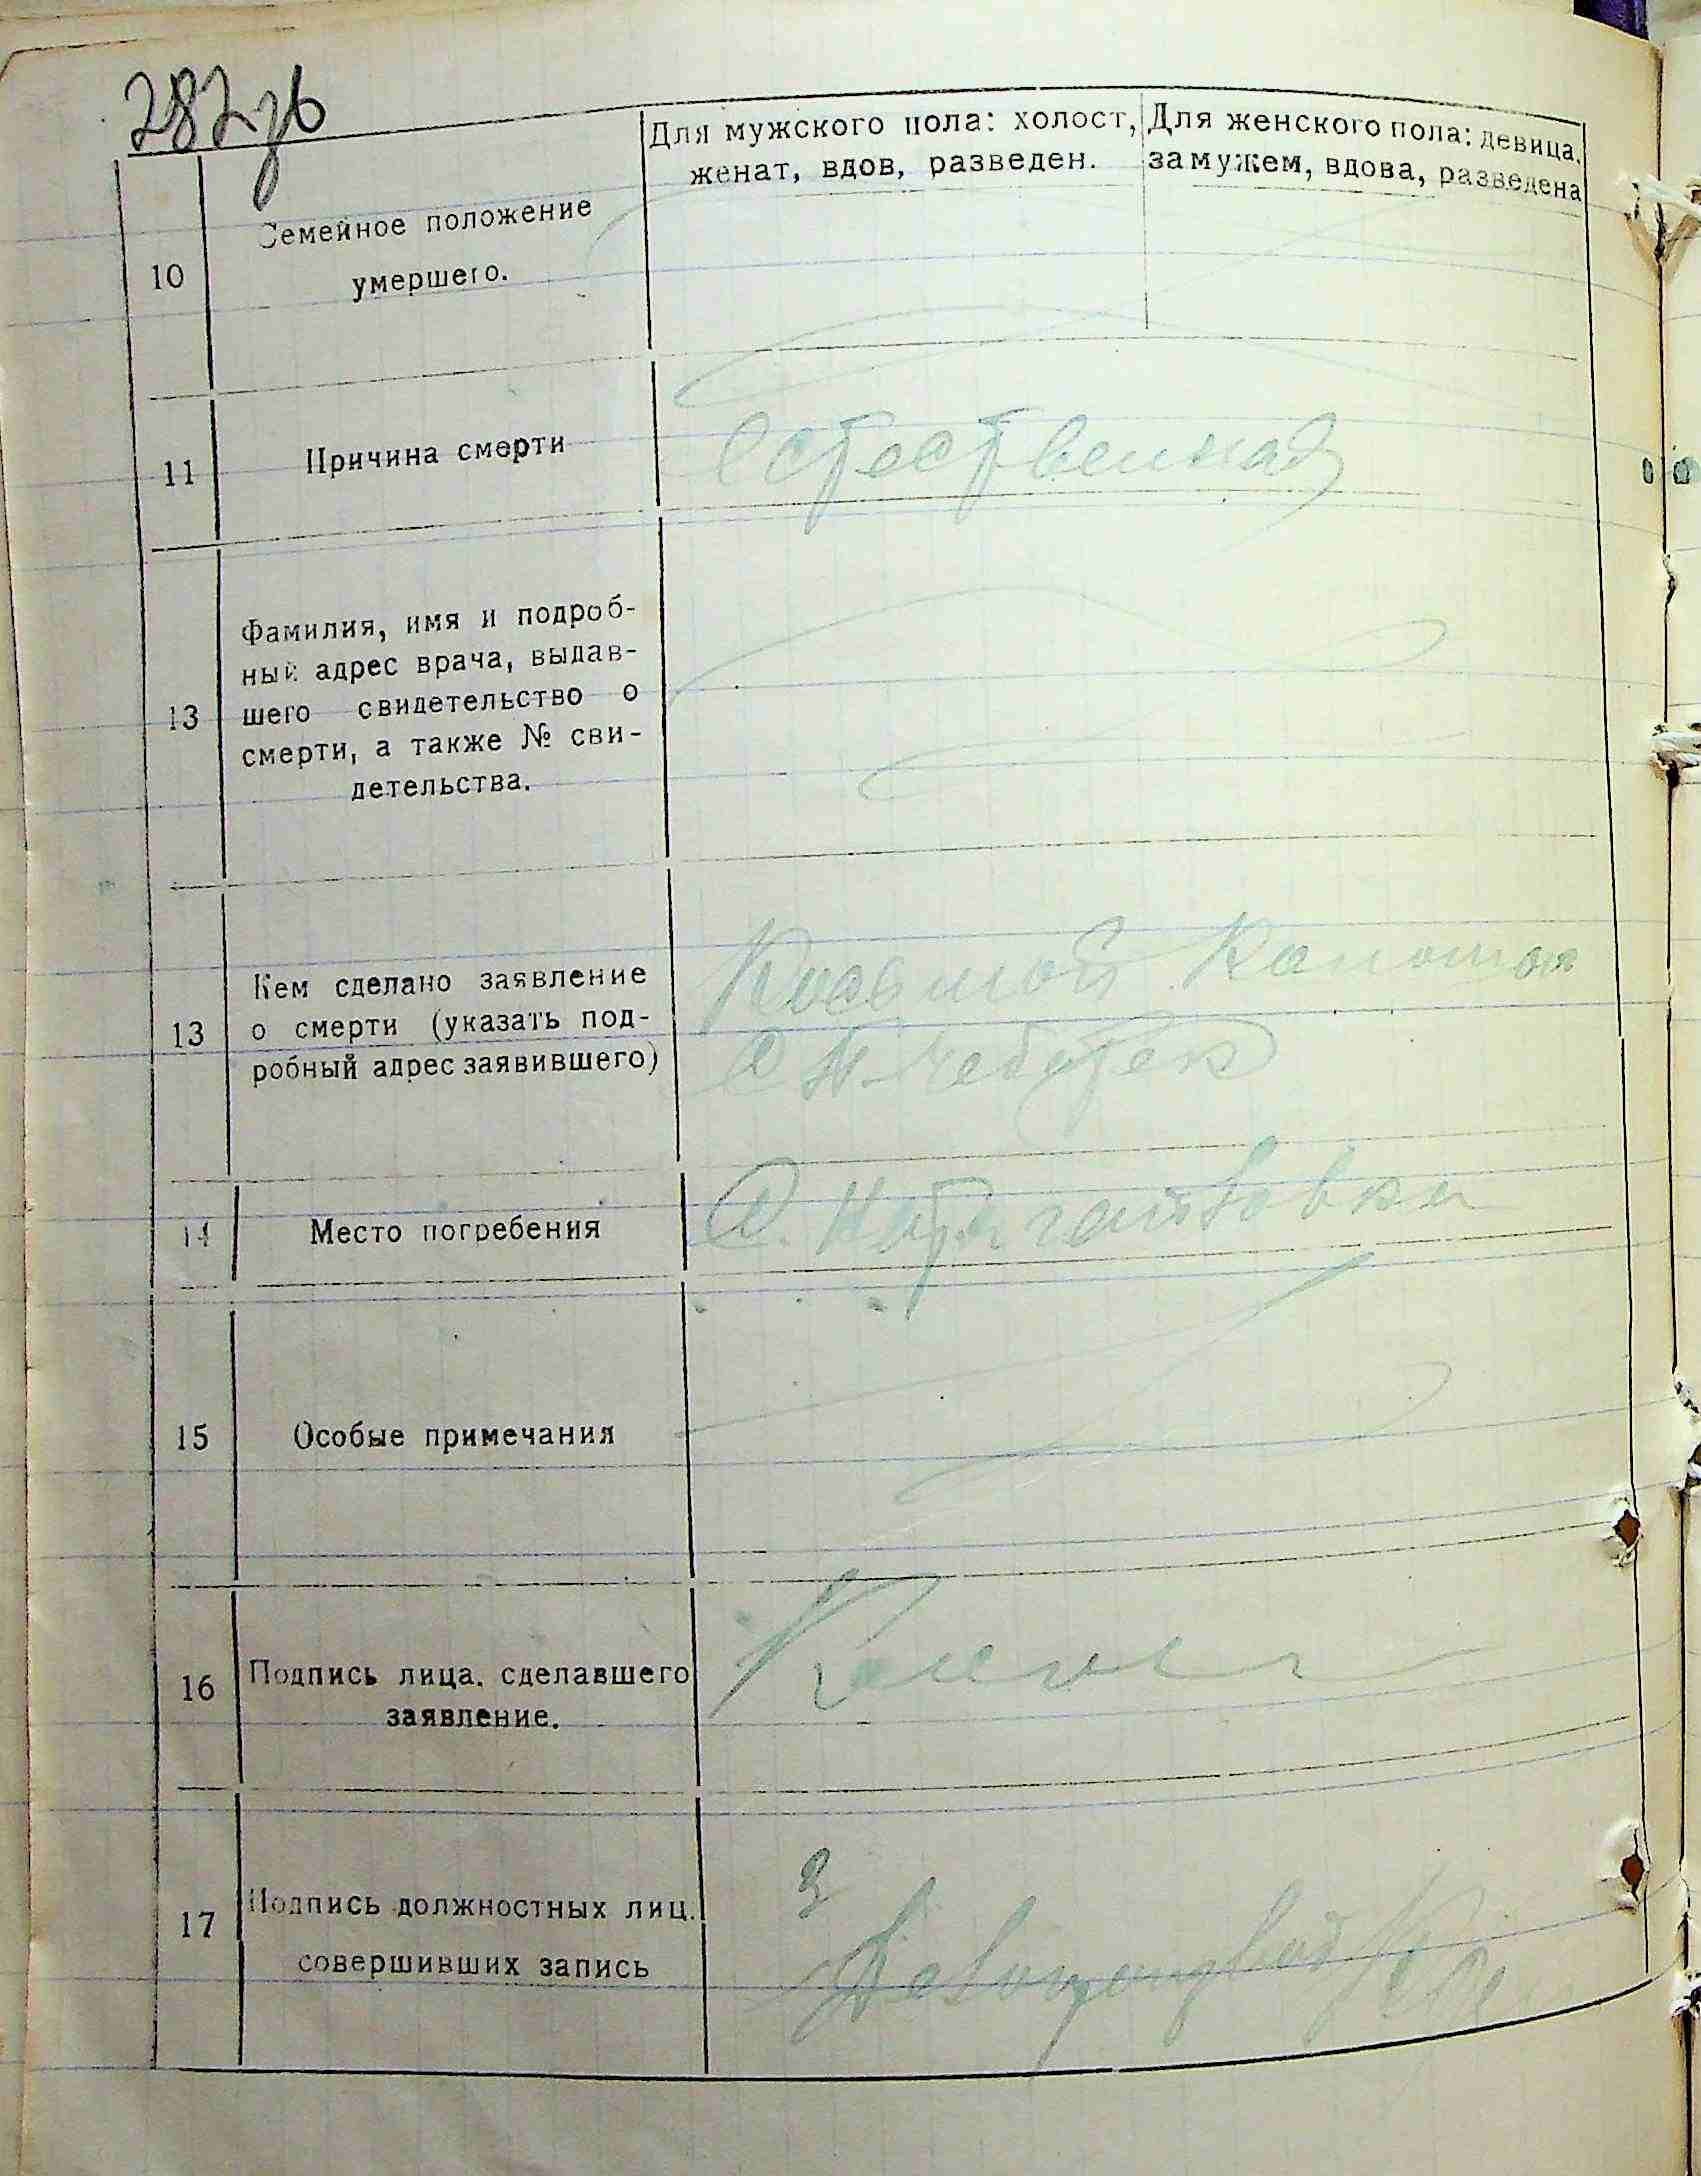 282 об
Для мужского пола: холост,
женат, вдов, разведен.
Для женского пола: девица,
замужем, вдова, разведена
10
Семейное положение
умершего.
11
Причина смерти
Естественная
13
Фамилия, имя и подроб-
ный адрес врача, выдав-
шего свидетельство о
смерти, а также № сви-
детельства.
13
Кем сделано заявление
о смерти (указать под-
робный адрес заявившего)
14
Место погребения
15
Особые примечания
16
Подпись лица, сделавшего
заявление.
17
Подпись должностных лиц,
совершивших запись